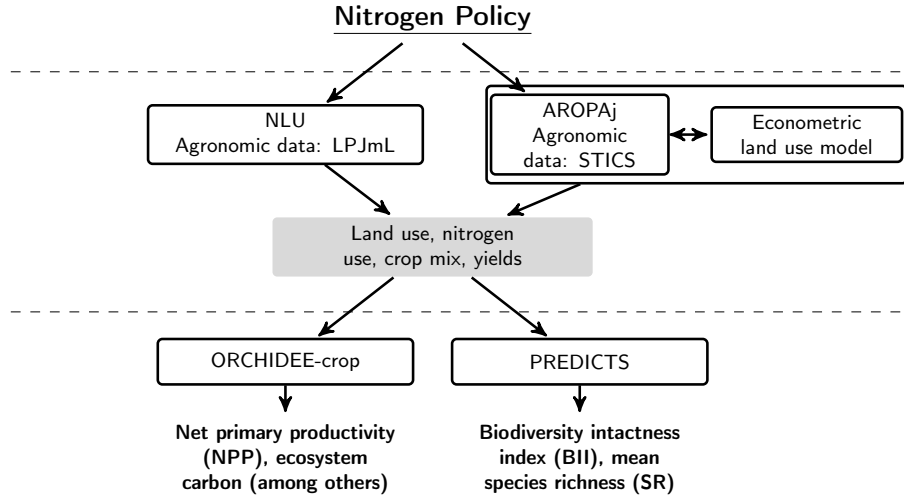 Nitrogen Policy
NLU
Agronomic data: LPJmL
AROPAj
Agronomic
data: STICS
Econometric
land use model
Land use, nitrogen
use, crop mix, yields
ORCHIDEE-crop
PREDICTS
Net primary productivity
(NPP), ecosystem
carbon (among others)
Biodiversity intactness
index (BII), mean
species richness (SR)